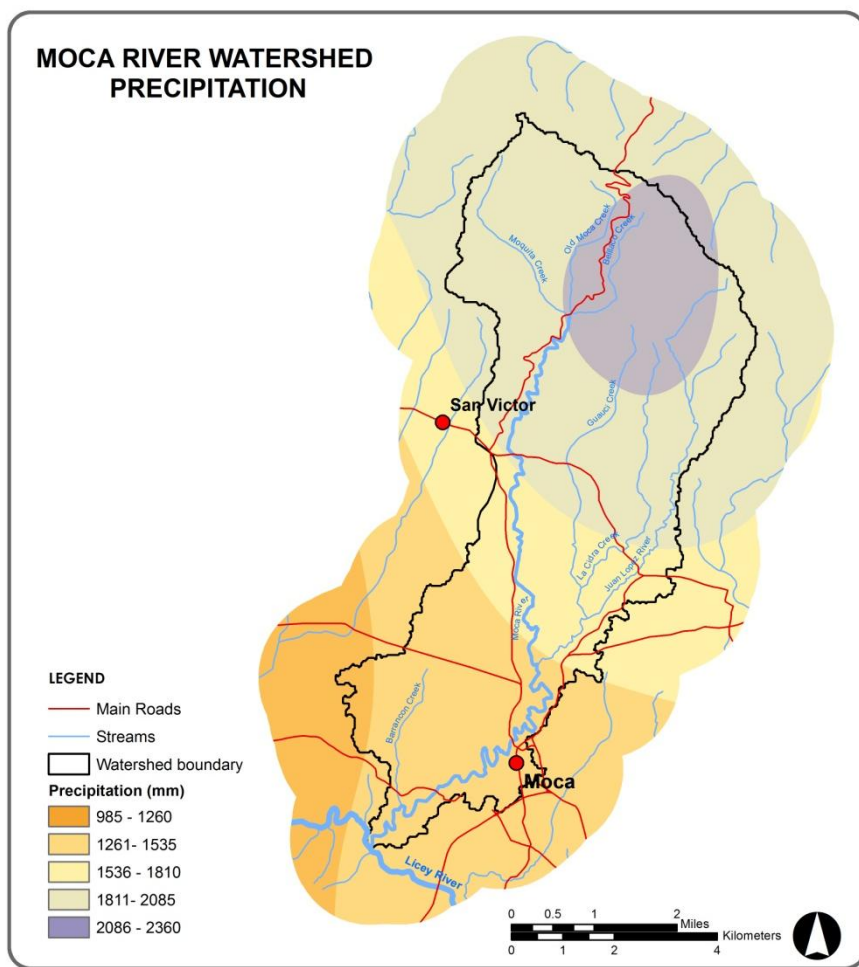 MOCA RIVER WATERSHED
PRECIPITATION
Old Moca Creek
Bellaco Creek
Moquita Creek
Guauci Creek
San Victor
La Cidra Creek
Juan Lopez River
Moca River
Barrancon Creek
Moca
Licey River
LEGEND
Main Roads
Streams
Watershed boundary
Precipitation (mm)
985 - 1260
1261- 1535
1536 - 1810
1811- 2085
2086 - 2360
0 0.5 1 2
Miles
Kilometers
0 1 2 4